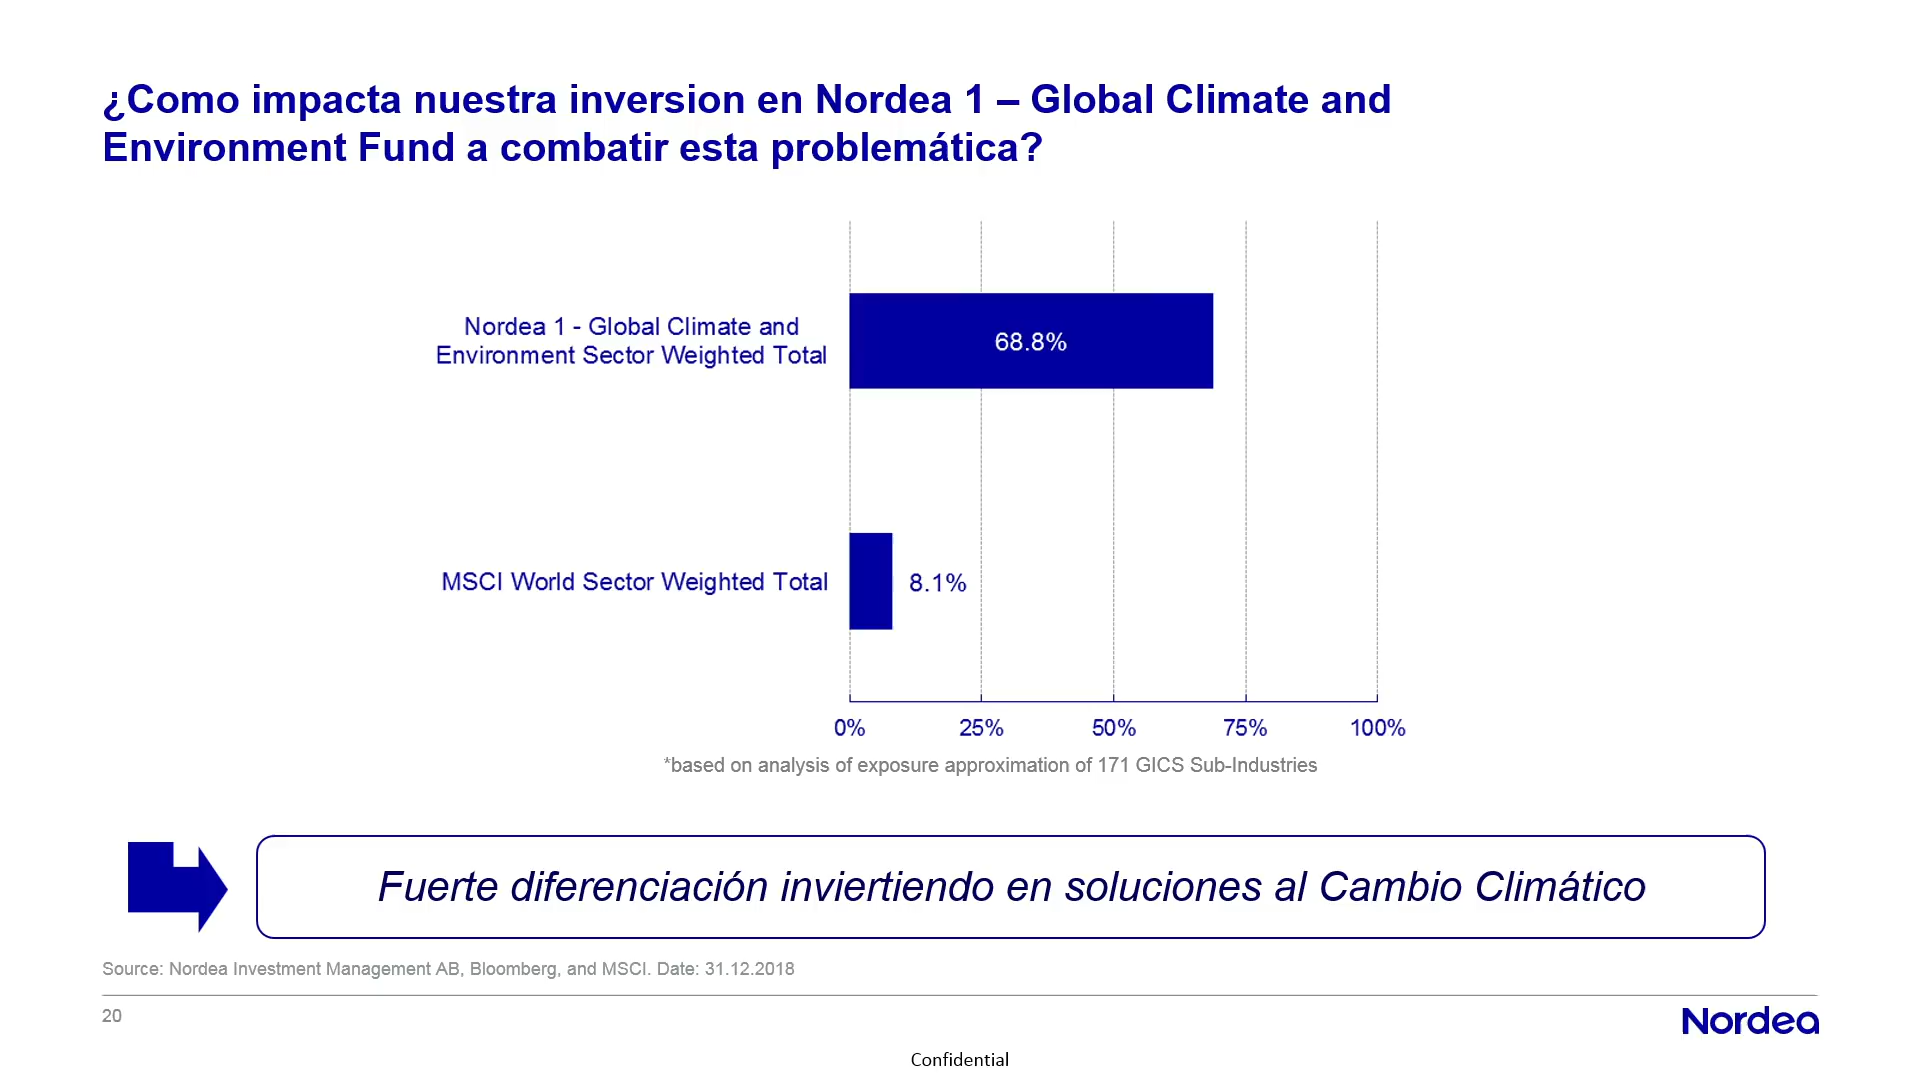 ¿Como impacta nuestra inversion en Nordea 1 – Global Climate and
Environment Fund a combatir esta problemática?
Nordea 1 - Global Climate and
Environment Sector Weighted Total
68.8%
MSCI World Sector Weighted Total
8.1%
0% 25% 50% 75% 100%
*based on analysis of exposure approximation of 171 GICS Sub-Industries
Fuerte diferenciación inviertiendo en soluciones al Cambio Climático
Source: Nordea Investment Management AB, Bloomberg, and MSCI. Date: 31.12.2018
20
Nordea
Confidential